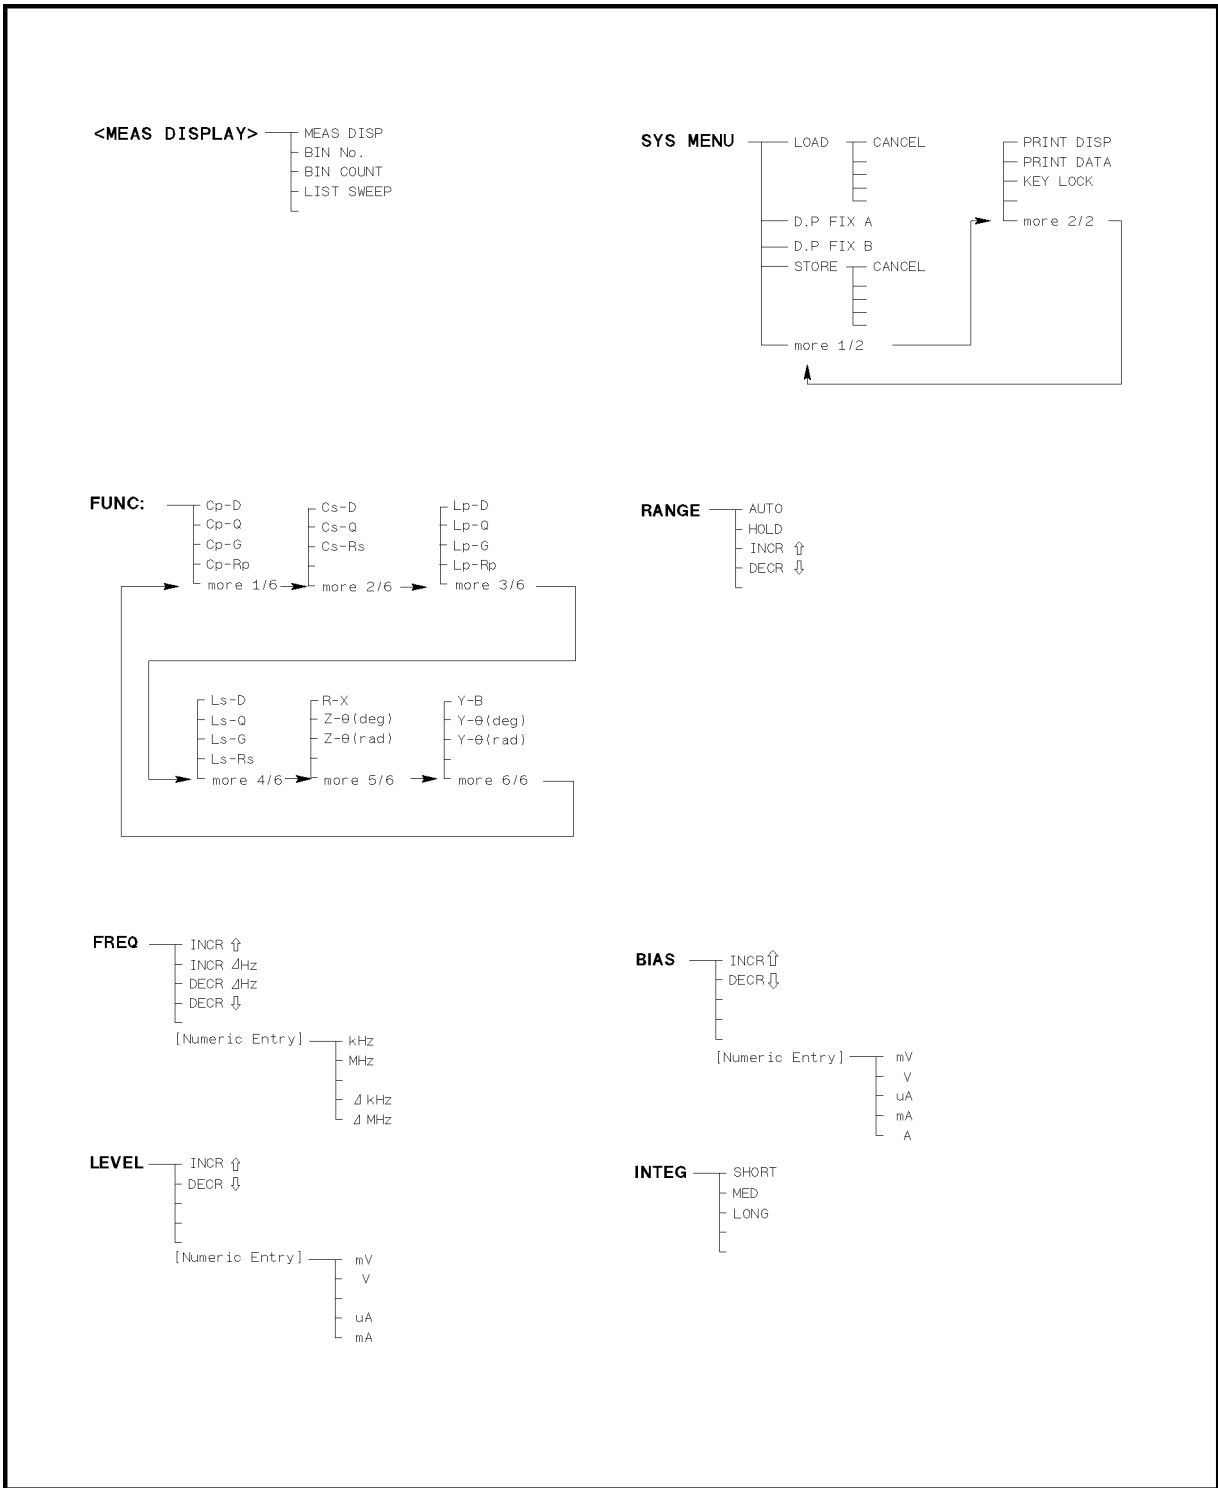 <MEAS DISPLAY>
MEAS DISP
BIN No.
BIN COUNT
LIST SWEEP
SYS MENU
LOAD
CANCEL
D.P FIX A
D.P FIX B
STORE
CANCEL
more 1/2
PRINT DISP
PRINT DATA
KEY LOCK
more 2/2
FUNC:
Cp-D
Cp-Q
Cp-G
Cp-Rp
more 1/6
Cs-D
Cs-Q
Cs-Rs
more 2/6
Lp-D
Lp-Q
Lp-G
Lp-Rp
more 3/6
Ls-D
Ls-Q
Ls-G
Ls-Rs
more 4/6
R-X
Z-θ(deg)
Z-θ(rad)
more 5/6
Y-B
Y-θ(deg)
Y-θ(rad)
more 6/6
RANGE
AUTO
HOLD
INCR ⇧
DECR ⇩
FREQ
INCR ⇧
INCR ⊿Hz
DECR ⊿Hz
DECR ⇩
[Numeric Entry]
kHz
MHz
⊿ kHz
⊿ MHz
BIAS
INCR ⇧
DECR ⇩
[Numeric Entry]
mV
V
uA
mA
A
LEVEL
INCR ⇧
DECR ⇩
[Numeric Entry]
mV
V
uA
mA
INTEG
SHORT
MED
LONG